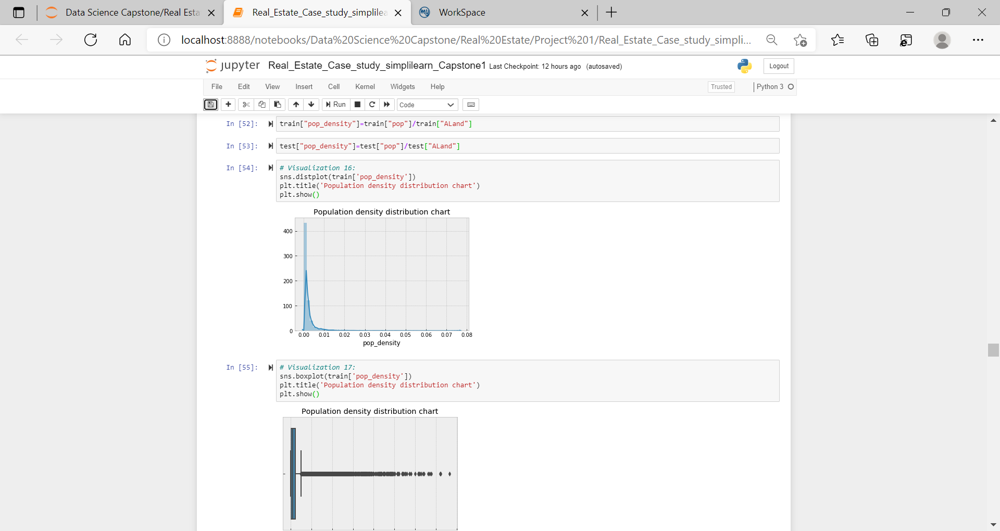 Data Science Capstone/Real Esta
Real_Estate_Case_study_simplilea
my WorkSpace
localhost:8888/notebooks/Data%20Science%20Capstone/Real%20Estate/Project%201/Real_Estate_Case_study_simpli...
jupyter Real_Estate_Case_study_simplilearn_Capstone1 Last Checkpoint: 12 hours ago (autosaved)
Logout
File Edit View Insert Cell Kernel Widgets Help
Trusted Python 3
Run Code
In [52]: train["pop_density"]=train["pop"]/train["ALand"]
In [53]: test["pop_density"]=test["pop"]/test["ALand"]
In [54]: # Visualization 16:
sns.distplot(train['pop_density'])
plt.title('Population density distribution chart')
plt.show()
Population density distribution chart
400
300
200
100
0
0.00 0.01 0.02 0.03 0.04 0.05 0.06 0.07 0.08
pop_density
In [55]: # Visualization 17:
sns.boxplot(train['pop_density'])
plt.title('Population density distribution chart')
plt.show()
Population density distribution chart